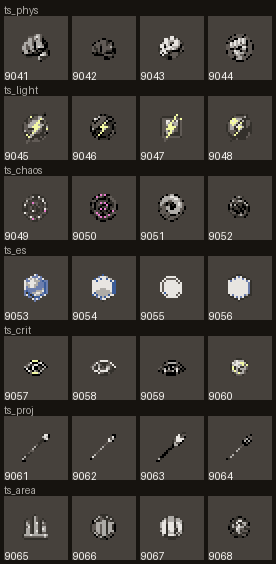 ts_phys
9041 9042 9043 9044
ts_light
9045 9046 9047 9048
ts_chaos
9049 9050 9051 9052
ts_es
9053 9054 9055 9056
ts_crit
9057 9058 9059 9060
ts_proj
9061 9062 9063 9064
ts_area
9065 9066 9067 9068